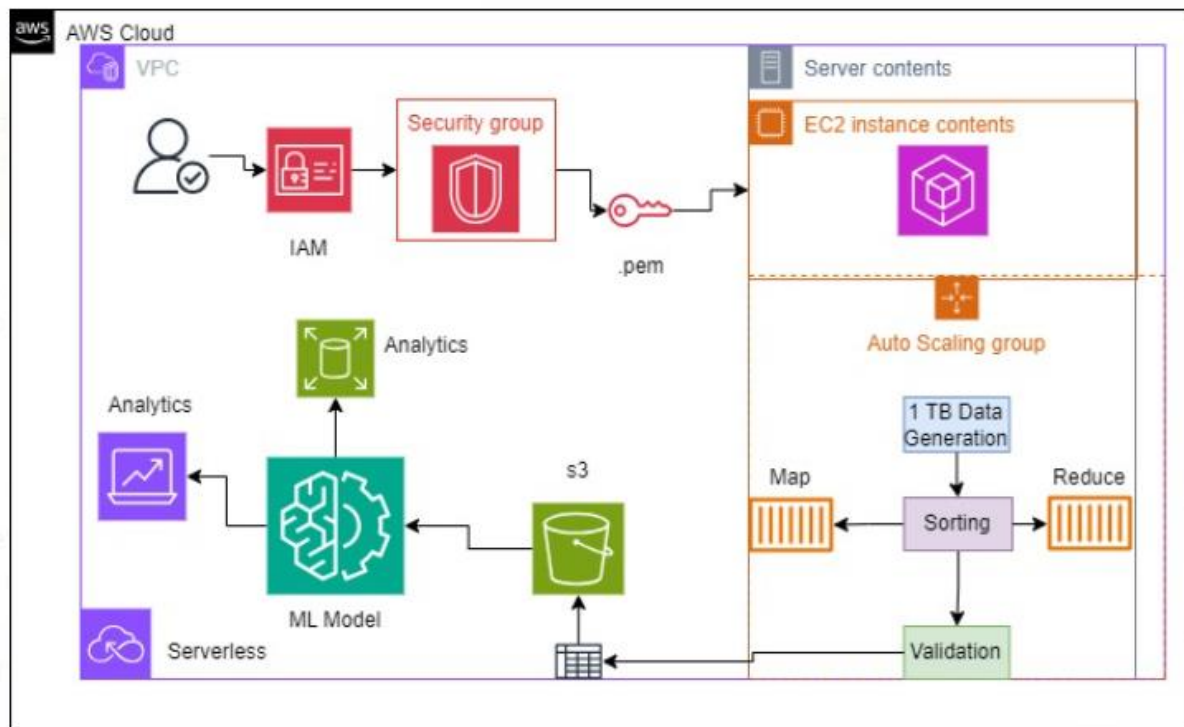 aws
AWS Cloud
VPC
Server contents
Security group
EC2 instance contents
IAM
.pem
Auto Scaling group
Analytics
Analytics
1 TB Data
Generation
s3
Map
Reduce
Sorting
ML Model
Serverless
Validation